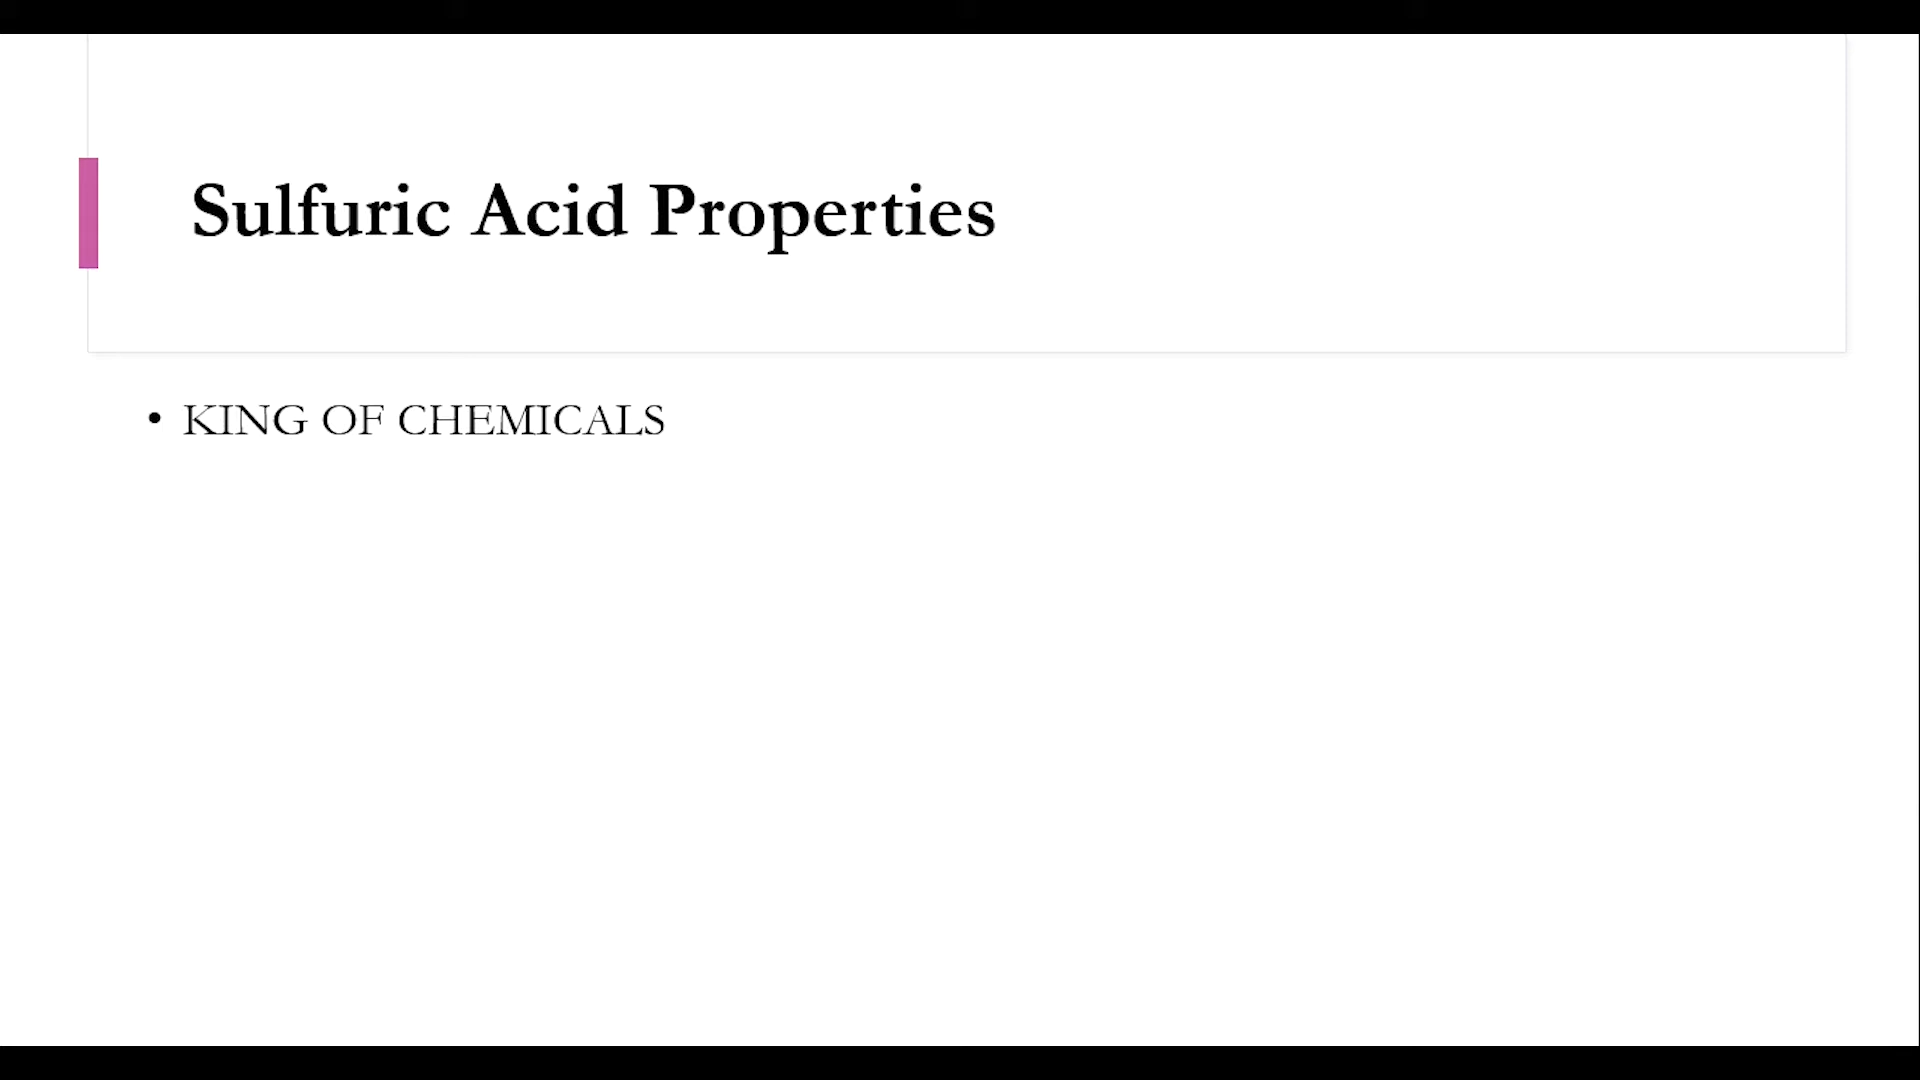 Sulfuric Acid Properties
• KING OF CHEMICALS